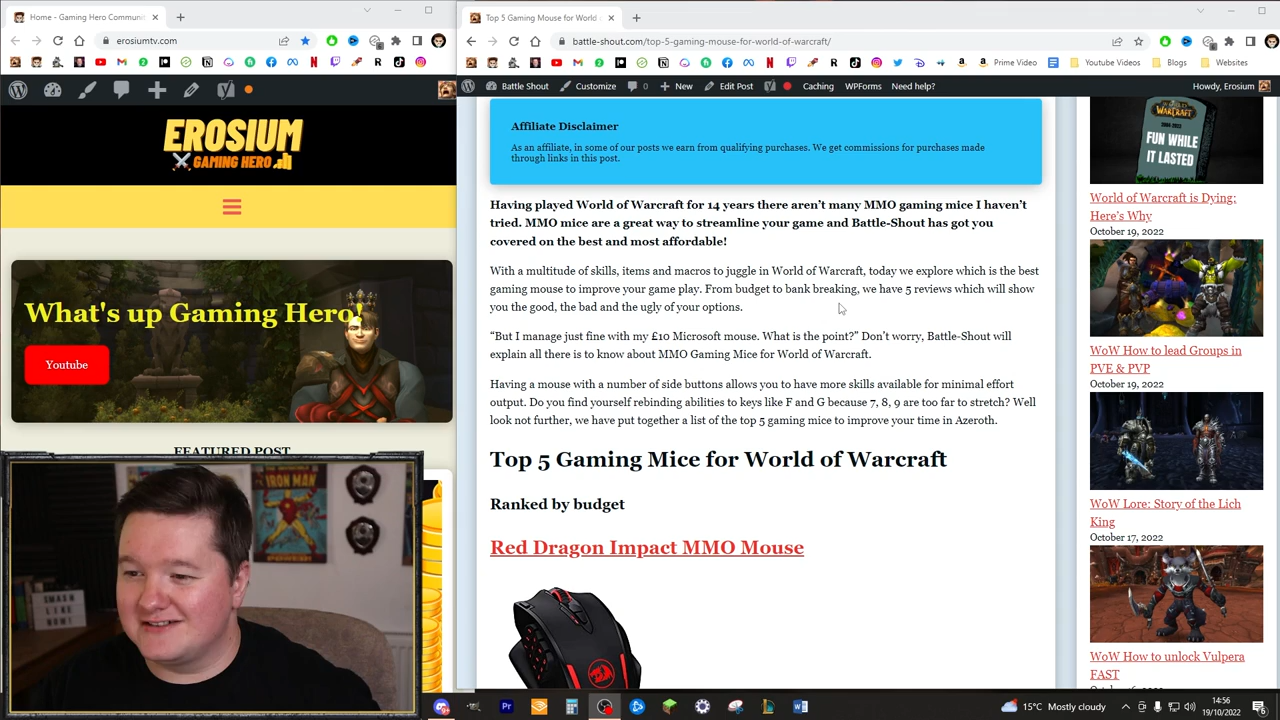 Home - Gaming Hero Communi
erosiumtv.com
EROSIUM
GAMING HERO
What's up Gaming Hero!
Youtube
FEATURED POST
IRON MAN
SMASH
LIKE
NOW!
Top 5 Gaming Mouse for World
battle-shout.com/top-5-gaming-mouse-for-world-of-warcraft/
Prime Video
Youtube Videos
Blogs
Websites
Battle Shout
Customize
0
New
Edit Post
Caching
WPForms
Need help?
Howdy, Erosium
Affiliate Disclaimer
As an affiliate, in some of our posts we earn from qualifying purchases. We get commissions for purchases made
through links in this post.
Having played World of Warcraft for 14 years there aren’t many MMO gaming mice I haven’t
tried. MMO mice are a great way to streamline your game and Battle-Shout has got you
covered on the best and most affordable!
With a multitude of skills, items and macros to juggle in World of Warcraft, today we explore which is the best
gaming mouse to improve your game play. From budget to bank breaking, we have 5 reviews which will show
you the good, the bad and the ugly of your options.
“But I manage just fine with my £10 Microsoft mouse. What is the point?” Don’t worry, Battle-Shout will
explain all there is to know about MMO Gaming Mice for World of Warcraft.
Having a mouse with a number of side buttons allows you to have more skills available for minimal effort
output. Do you find yourself rebinding abilities to keys like F and G because 7, 8, 9 are too far to stretch? Well
look not further, we have put together a list of the top 5 gaming mice to improve your time in Azeroth.
Top 5 Gaming Mice for World of Warcraft
Ranked by budget
Red Dragon Impact MMO Mouse
WARCRAFT
FUN WHILE
IT LASTED
World of Warcraft is Dying:
Here’s Why
October 19, 2022
WoW How to lead Groups in
PVE & PVP
October 19, 2022
WoW Lore: Story of the Lich
King
October 17, 2022
WoW How to unlock Vulpera
FAST
15°C Mostly cloudy
14:56
19/10/2022